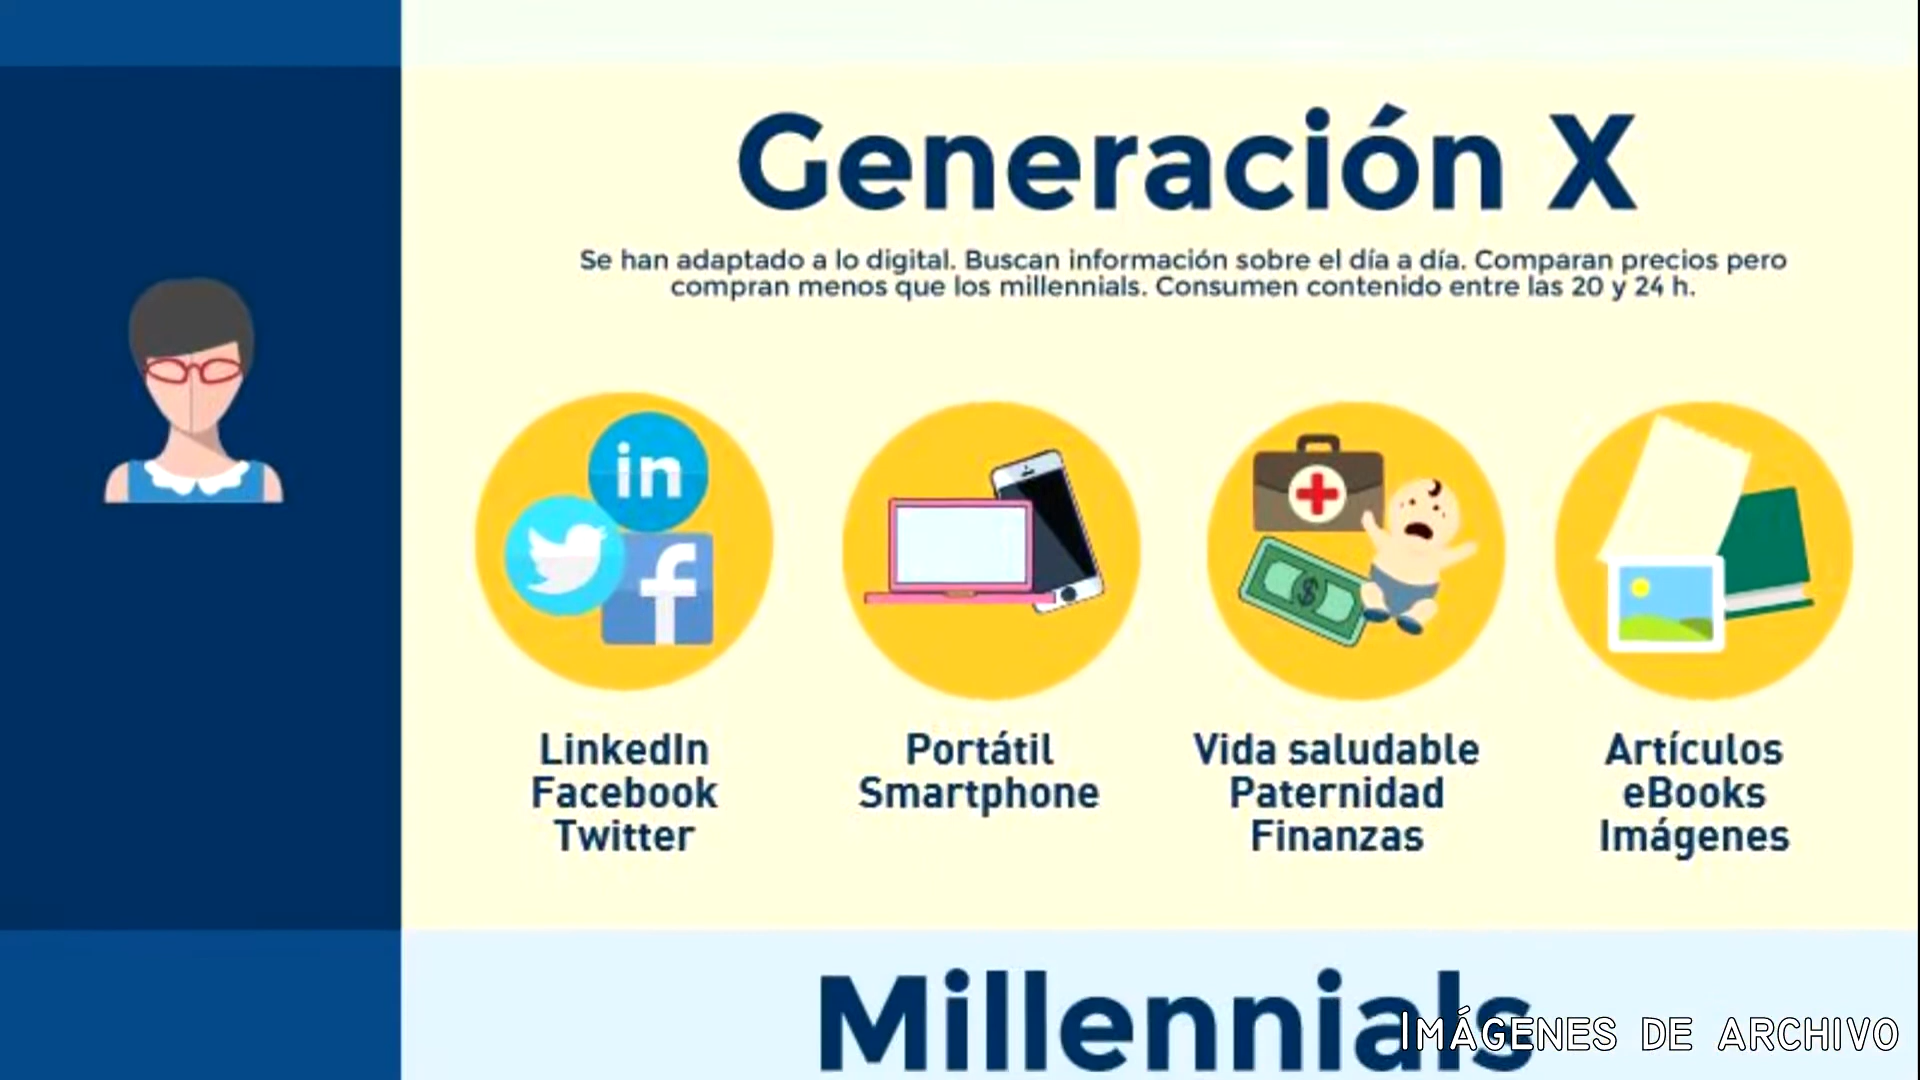 Generación X
Se han adaptado a lo digital. Buscan información sobre el día a día. Comparan precios pero
compran menos que los millennials. Consumen contenido entre las 20 y 24 h.
in
f
$
LinkedIn
Facebook
Twitter
Portátil
Smartphone
Vida saludable
Paternidad
Finanzas
Artículos
eBooks
Imágenes
Millennials
IMÁGENES DE ARCHIVO